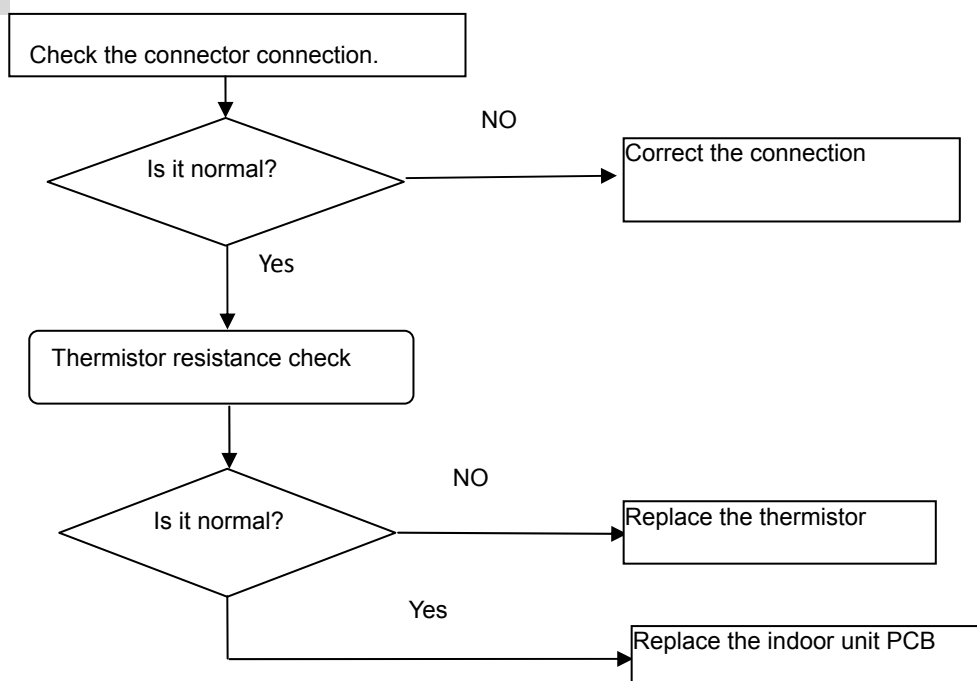 Check the connector connection.
NO
Is it normal?
Correct the connection
Yes
Thermistor resistance check
NO
Is it normal?
Replace the thermistor
Yes
Replace the indoor unit PCB